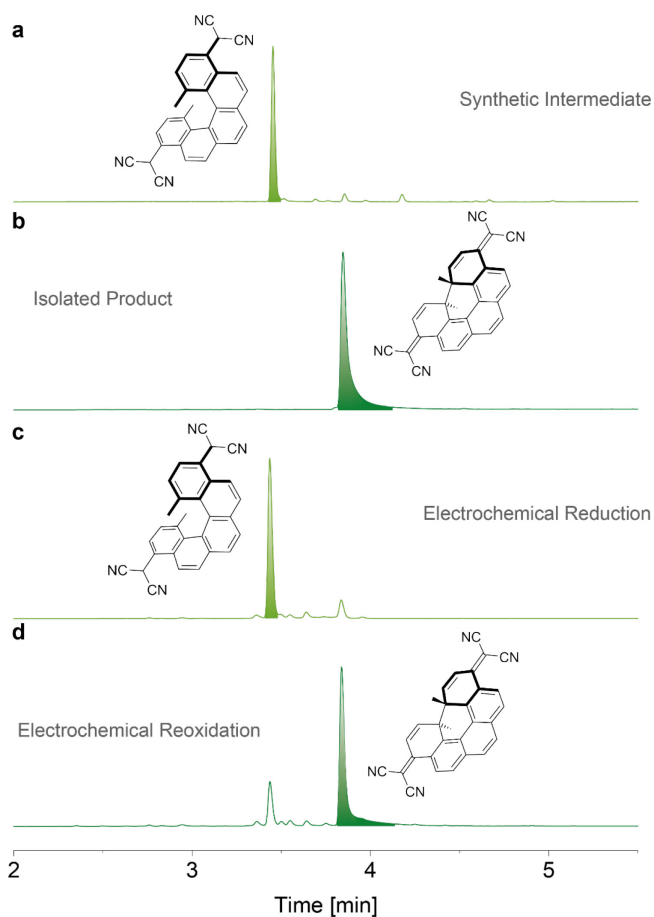 a
NC
CN
Synthetic Intermediate
NC
CN
b
NC
CN
Isolated Product
NC
CN
c
NC
CN
Electrochemical Reduction
NC
CN
d
NC
CN
Electrochemical Reoxidation
NC
CN
2 3 4 5
Time [min]